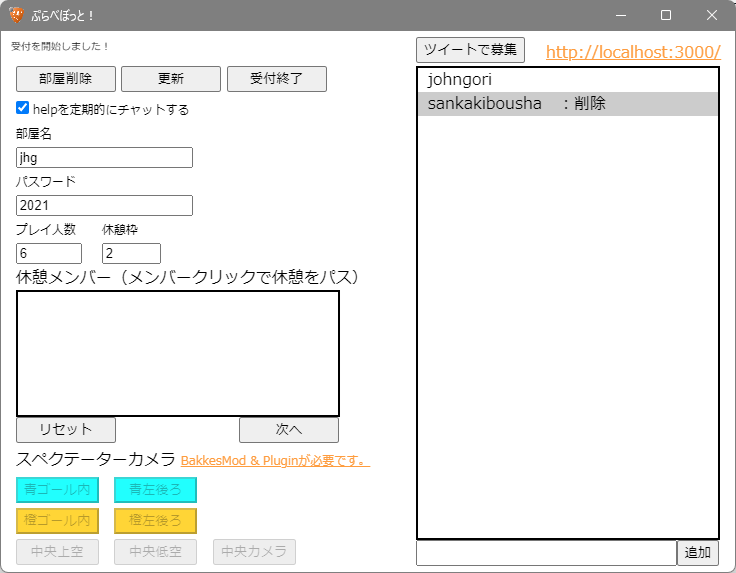 ぷらべぼっと！
受付を開始しました！
部屋削除 更新 受付終了
helpを定期的にチャットする
部屋名
jhg
パスワード
2021
プレイ人数 休憩枠
6 2
休憩メンバー（メンバークリックで休憩をパス）
リセット 次へ
スペクテーターカメラ BakkesMod & Pluginが必要です。
青ゴール内 青左後ろ
橙ゴール内 橙左後ろ
中央上空 中央低空 中央カメラ
ツイートで募集 http://localhost:3000/
johngori
sankakibousha ：削除
追加